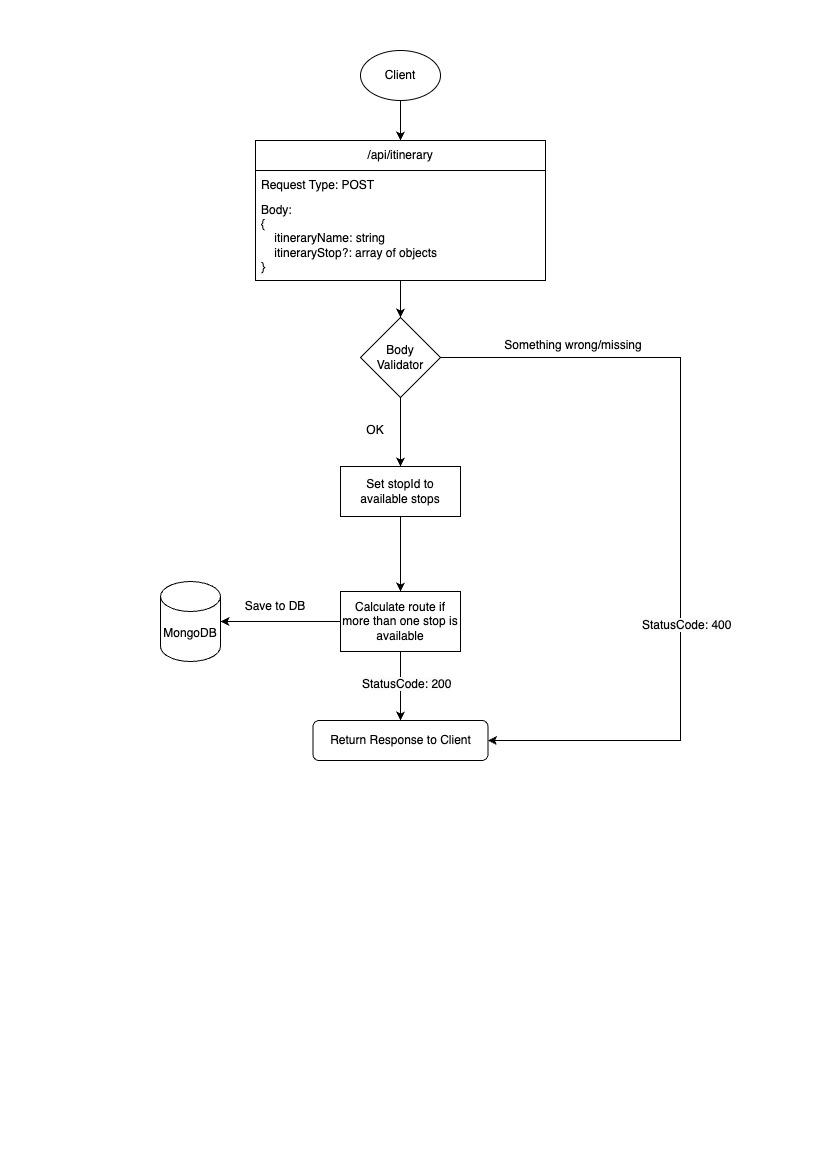 Client
/api/itinerary
Request Type: POST
Body:
{
itineraryName: string
itineraryStop?: array of objects
}
Body
Validator
Something wrong/missing
OK
Set stopId to
available stops
Save to DB
MongoDB
Calculate route if
more than one stop is
available
StatusCode: 400
StatusCode: 200
Return Response to Client